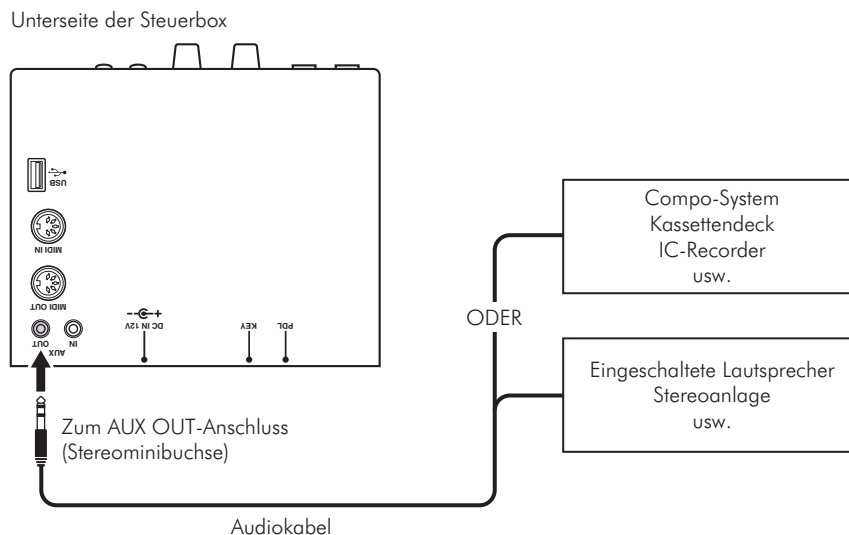 Unterseite der Steuerbox
USB
MIDI IN
MIDI OUT
OUT
IN
AUX
DC IN 12V
KEY
PDL
Compo-System
Kassettendeck
IC-Recorder
usw.
ODER
Eingeschaltete Lautsprecher
Stereoanlage
usw.
Zum AUX OUT-Anschluss
(Stereominibuchse)
Audiokabel